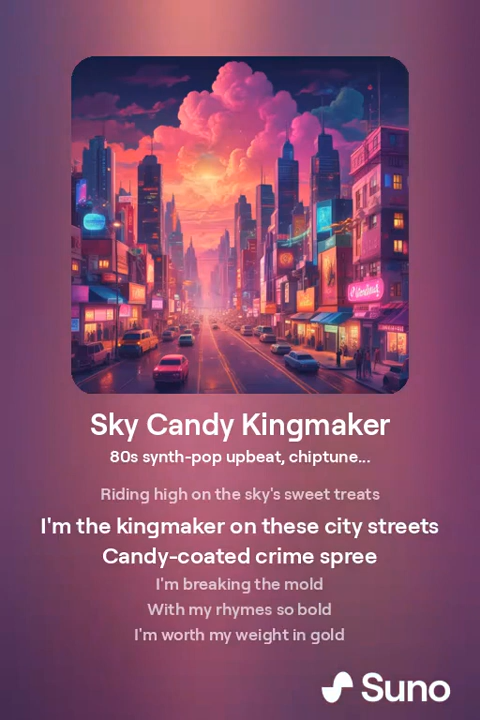 Sky Candy Kingmaker
80s synth-pop upbeat, chiptune...
Riding high on the sky's sweet treats
I'm the kingmaker on these city streets
Candy-coated crime spree
I'm breaking the mold
With my rhymes so bold
I'm worth my weight in gold
Suno